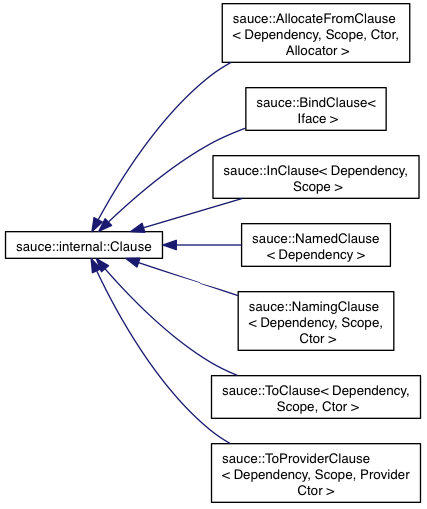 sauce::AllocateFromClause
< Dependency, Scope, Ctor,
Allocator >
sauce::BindClause<
Iface >
sauce::InClause< Dependency,
Scope >
sauce::internal::Clause
sauce::NamedClause
< Dependency >
sauce::NamingClause
< Dependency, Scope,
Ctor >
sauce::ToClause< Dependency,
Scope, Ctor >
sauce::ToProviderClause
< Dependency, Scope, Provider
Ctor >